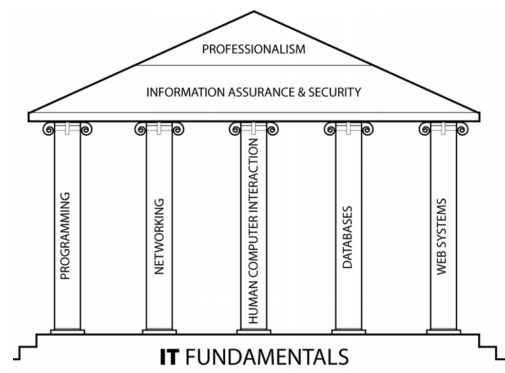 PROFESSIONALISM
INFORMATION ASSURANCE & SECURITY
PROGRAMMING
NETWORKING
HUMAN COMPUTER INTERACTION
DATABASES
WEB SYSTEMS
IT FUNDAMENTALS